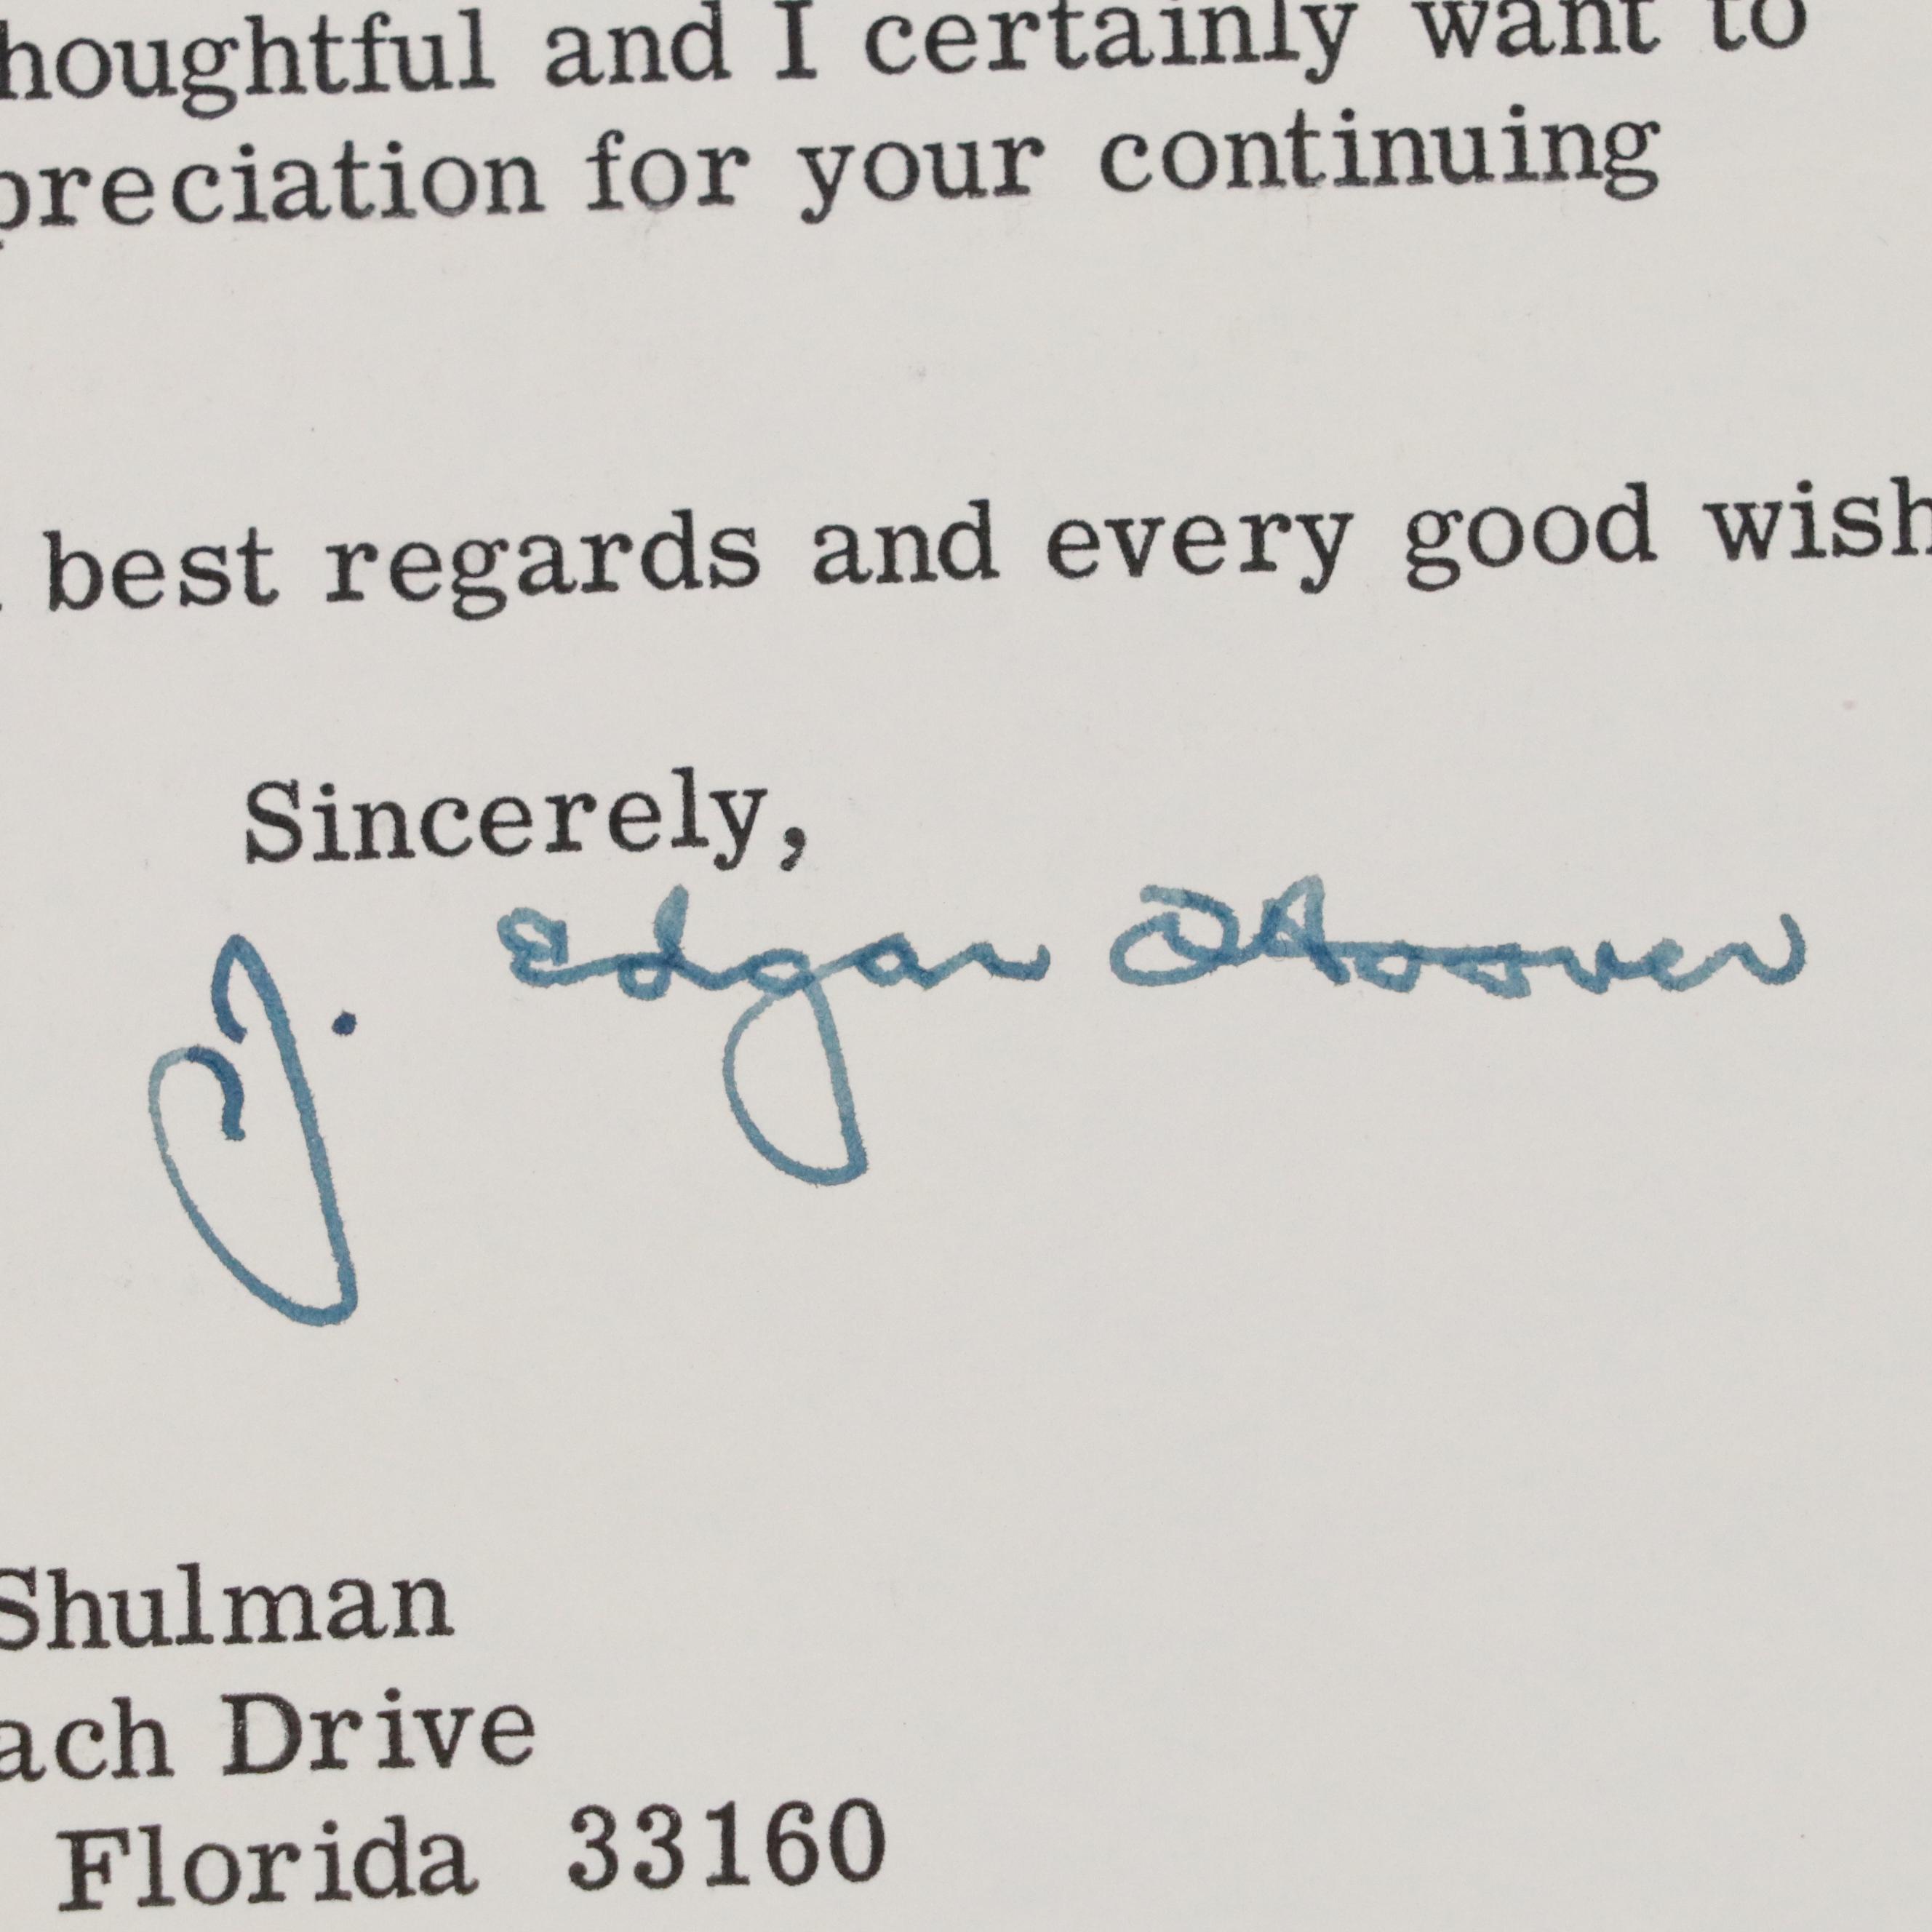 houghtful and I certainly want to
preciation for your continuing
best regards and every good wish
Sincerely,
J. Edgar Hoover
Shulman
ach Drive
Florida 33160